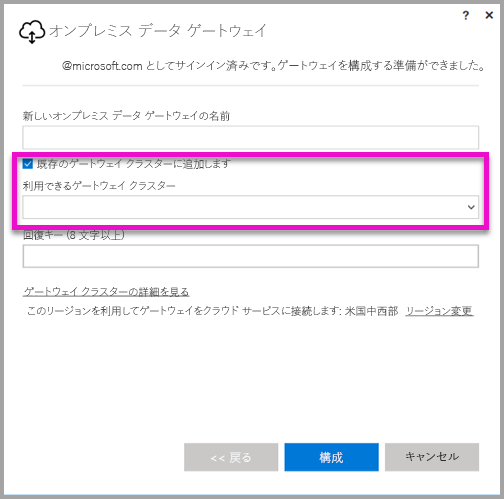 ? ×
オンプレミス データ ゲートウェイ
@microsoft.com としてサインイン済みです。ゲートウェイを構成する準備ができました。
新しいオンプレミス データ ゲートウェイの名前
既存のゲートウェイ クラスターに追加します
利用できるゲートウェイ クラスター
回復キー (8 文字以上)
ゲートウェイ クラスターの詳細を見る
このリージョンを利用してゲートウェイをクラウド サービスに接続します: 米国中西部 リージョン変更
<< 戻る 構成 キャンセル